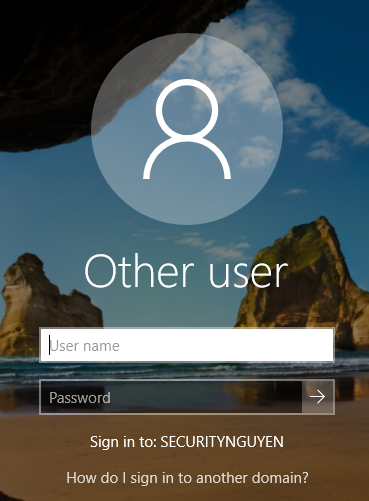 Other user
User name
Password
Sign in to: SECURITYNGUYEN
How do I sign in to another domain?